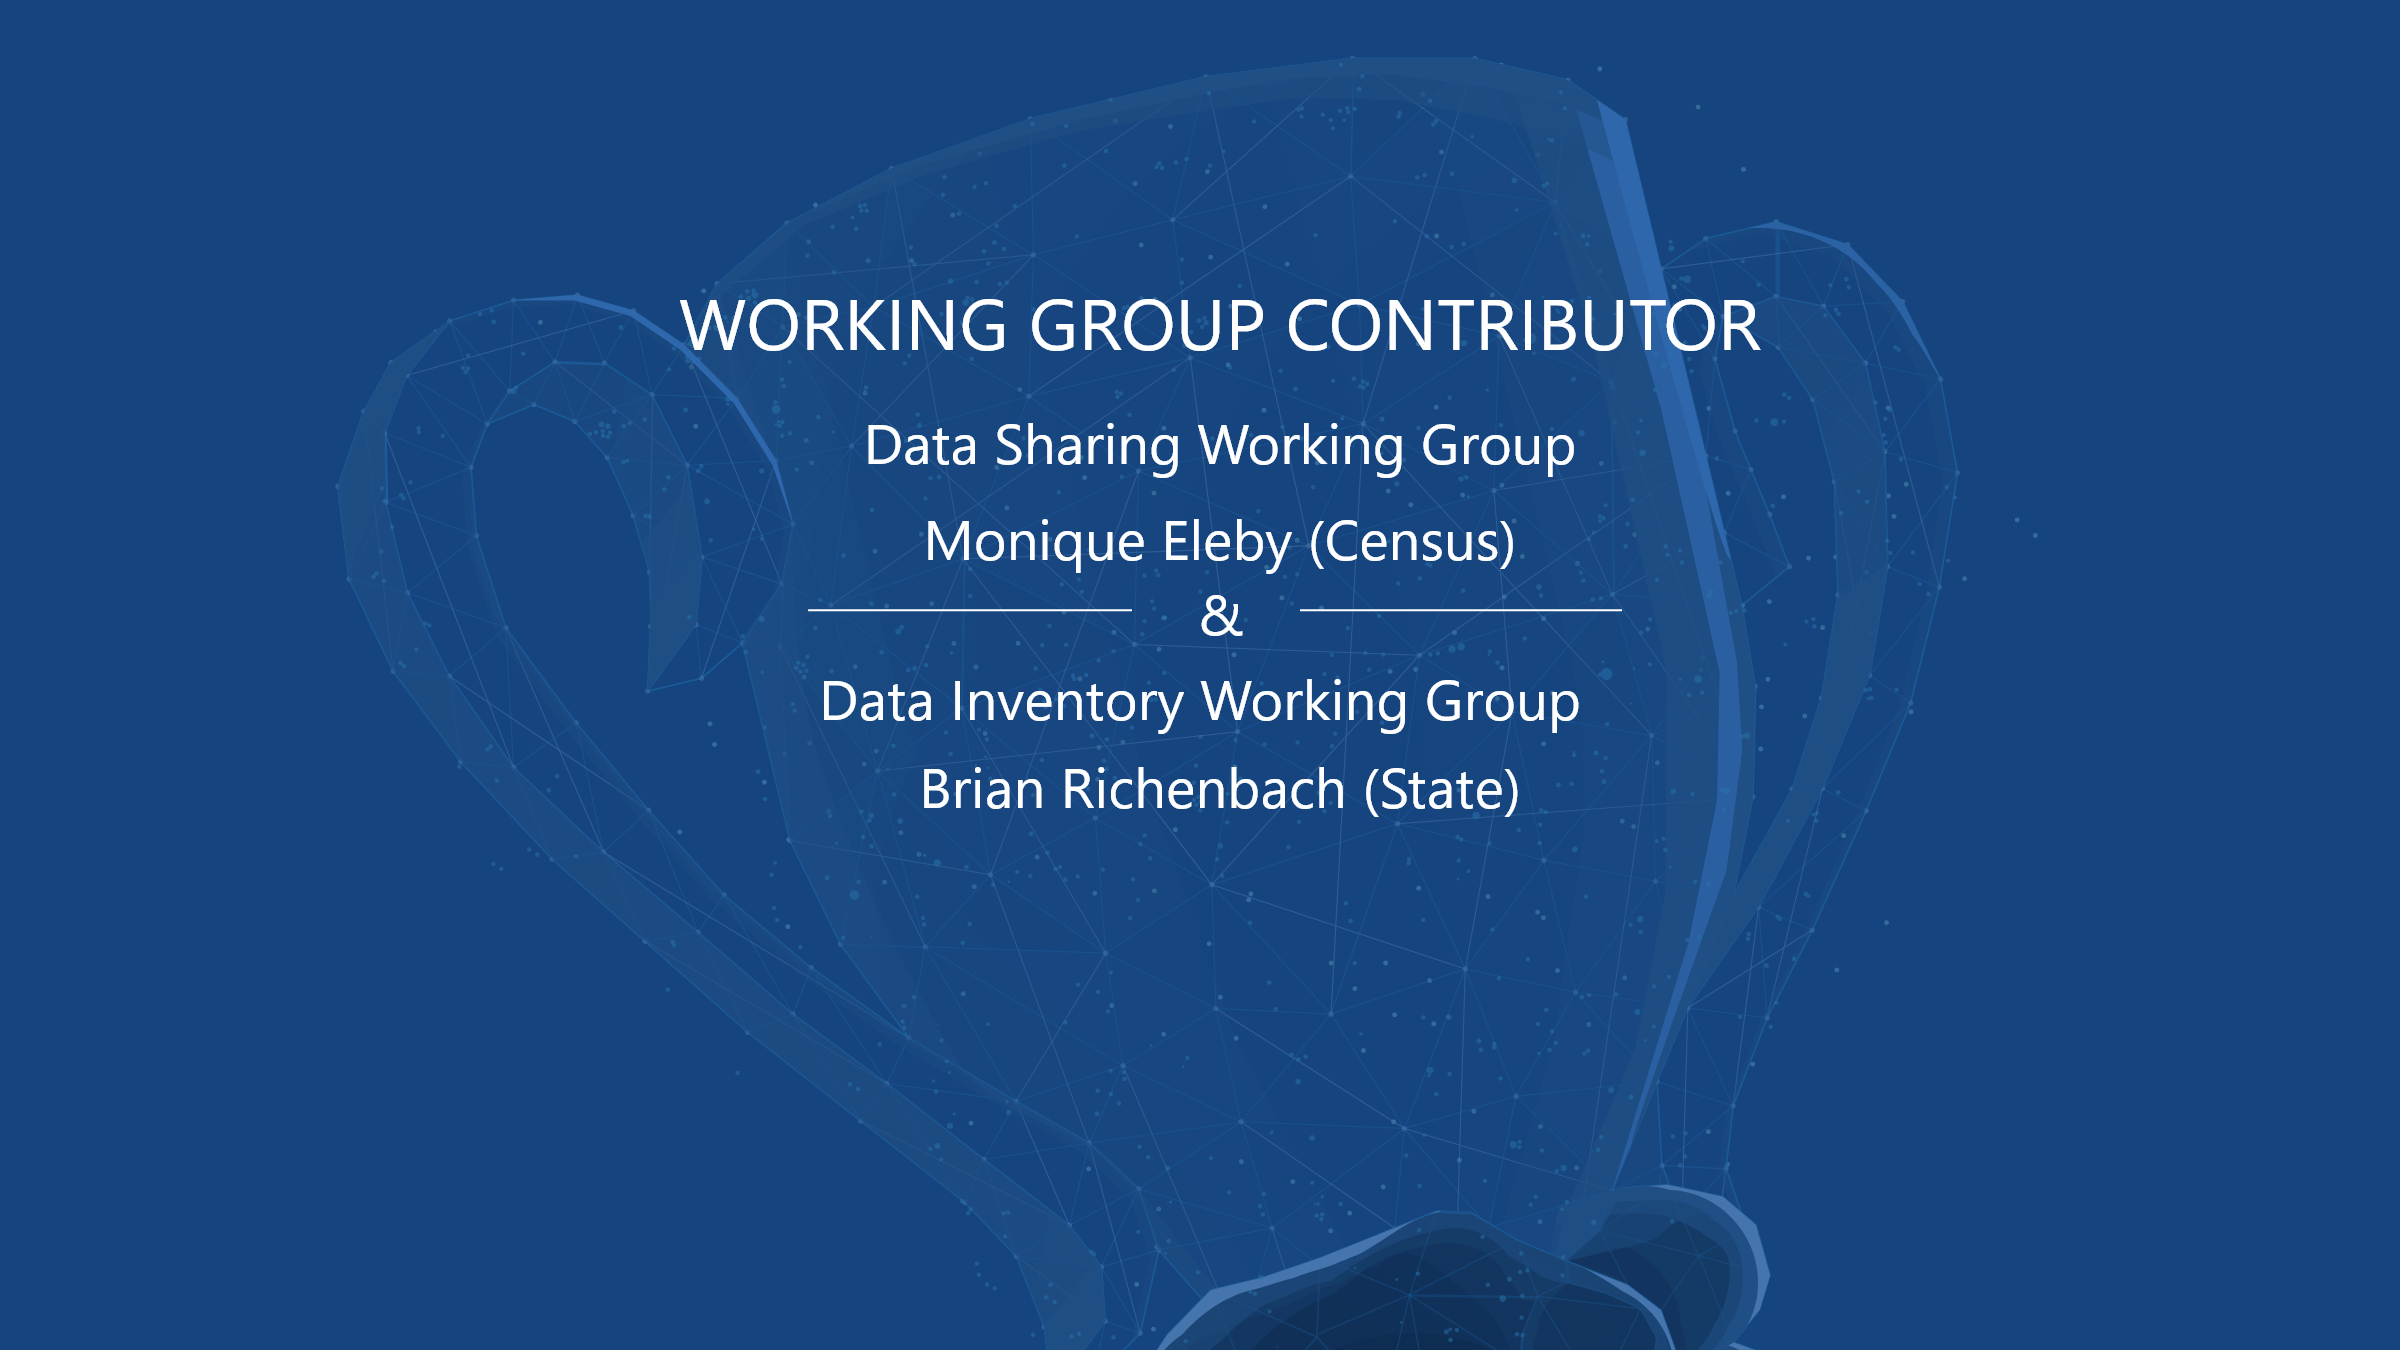 WORKING GROUP CONTRIBUTOR
Data Sharing Working Group
Monique Eleby (Census)
&
Data Inventory Working Group
Brian Richenbach (State)